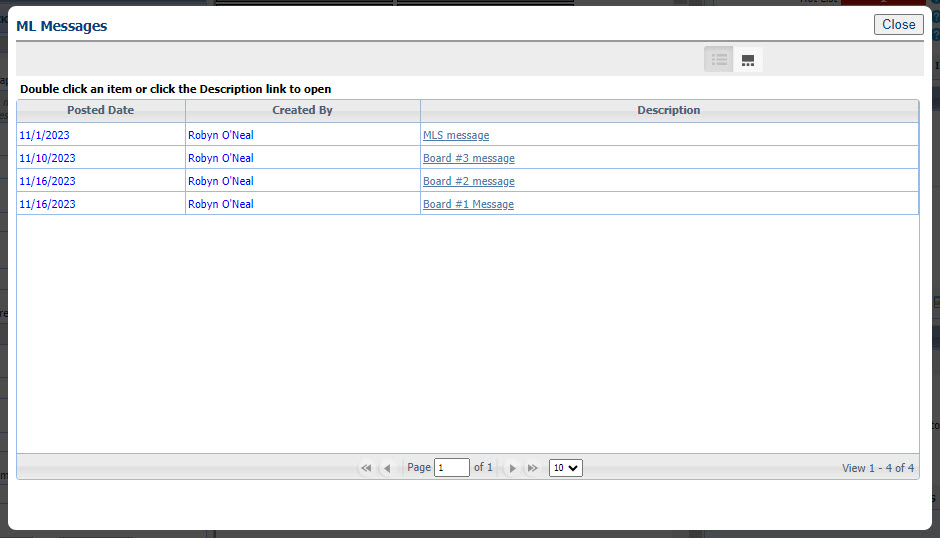 ML Messages
Close
Double click an item or click the Description link to open
Posted Date Created By Description
11/1/2023 Robyn O'Neal MLS message
11/10/2023 Robyn O'Neal Board #3 message
11/16/2023 Robyn O'Neal Board #2 message
11/16/2023 Robyn O'Neal Board #1 Message
Page 1 of 1 10 View 1 - 4 of 4